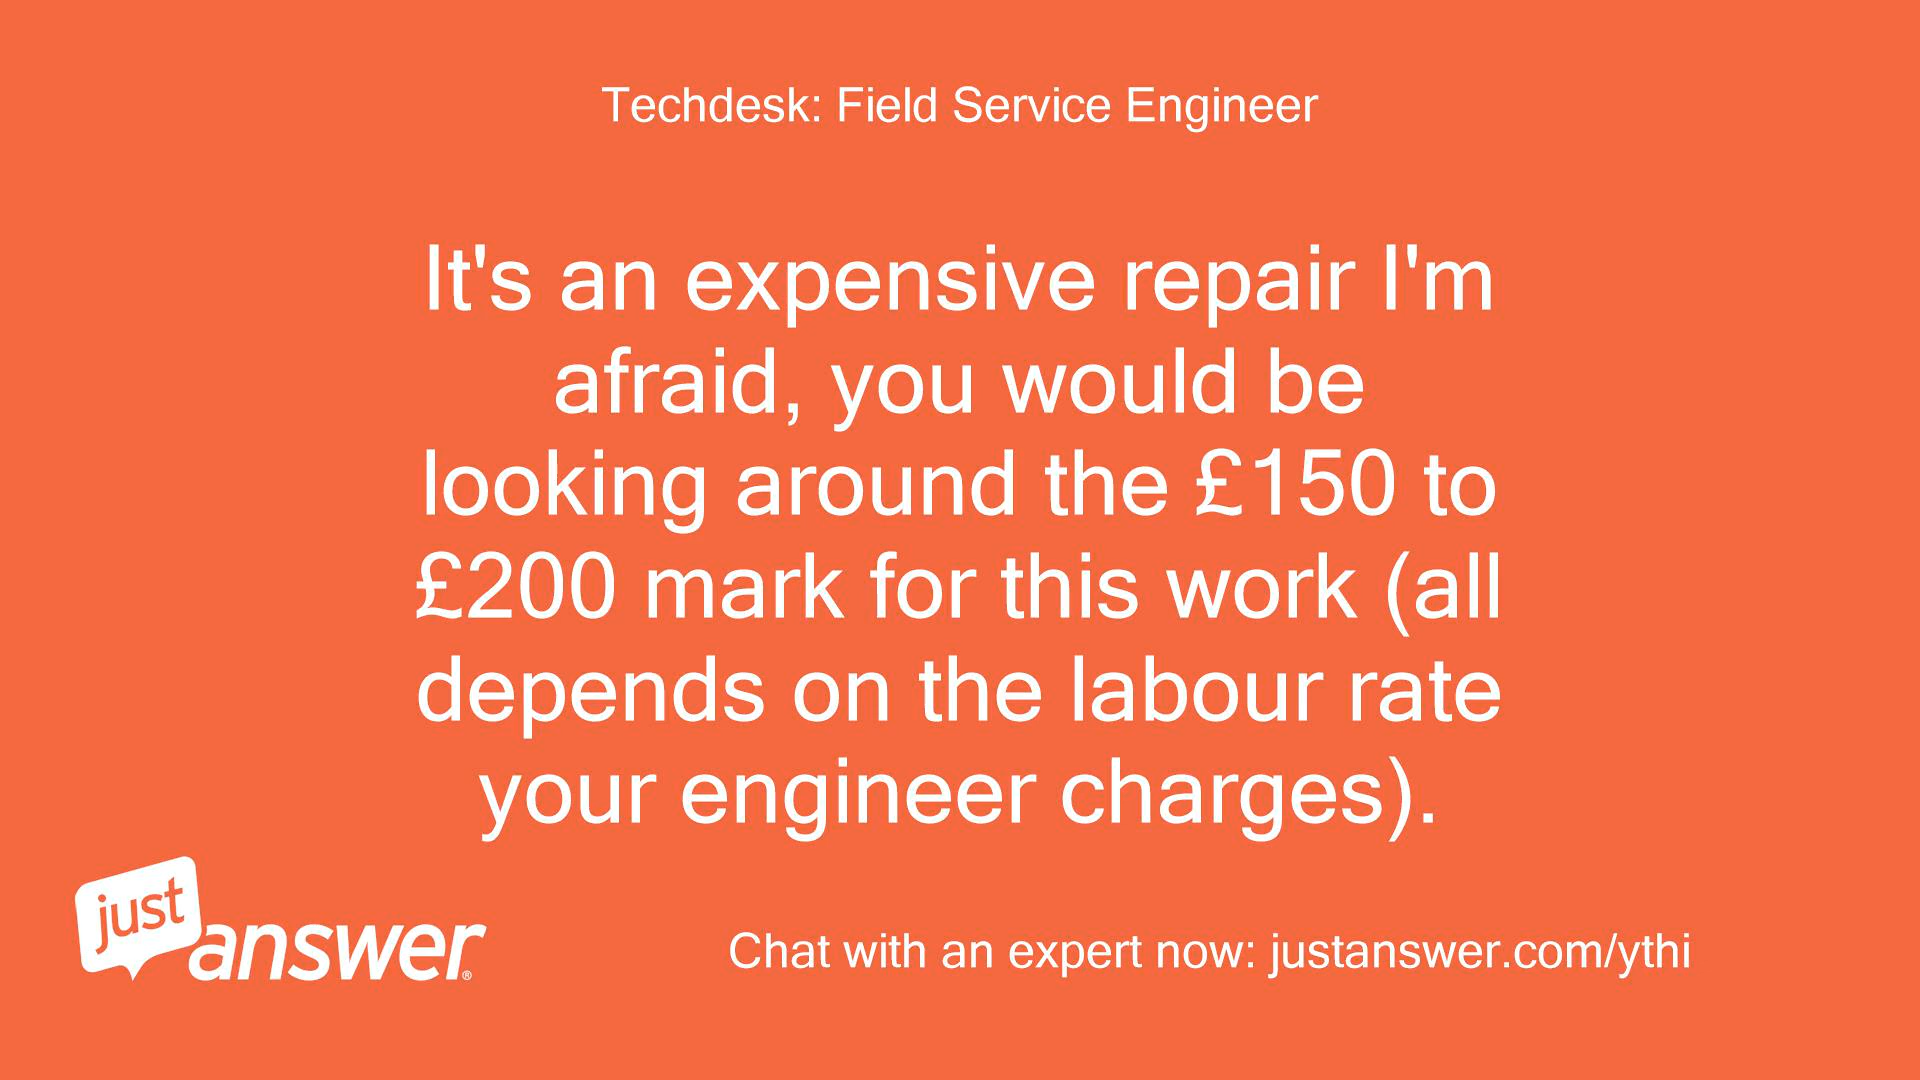 Techdesk: Field Service Engineer
It's an expensive repair I'm
afraid, you would be
looking around the £150 to
£200 mark for this work (all
depends on the labour rate
your engineer charges).
just
answer®
Chat with an expert now: justanswer.com/ythi